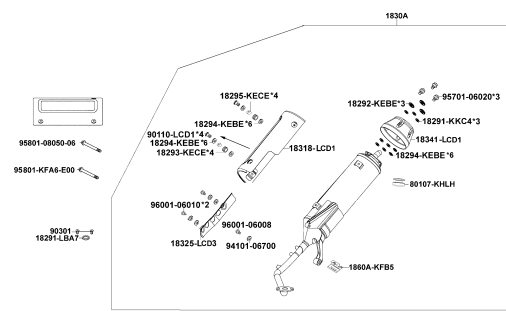 1830A
18295-KECE*4
95701-06020*3
18292-KEBE*3
18291-KKC4*3
18294-KEBE*6
90110-LCD1*4
18294-KEBE*6
18293-KECE*4
18341-LCD1
18318-LCD1
18294-KEBE*6
95801-08050-06
95801-KFA6-E00
80107-KHLH
96001-06010*2
96001-06008
90301
18291-LBA7
18325-LCD3
94101-06700
1860A-KFB5